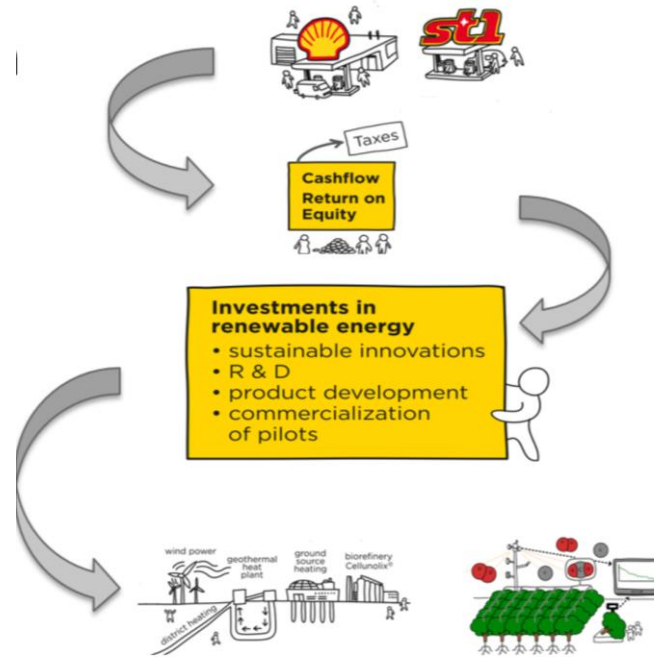 St1
Taxes
Cashflow
Return on
Equity
Investments in
renewable energy
• sustainable innovations
• R & D
• product development
• commercialization
of pilots
wind power
geothermal
heat
plant
ground
source
heating
biorefinery
Cellunolix®
district heating